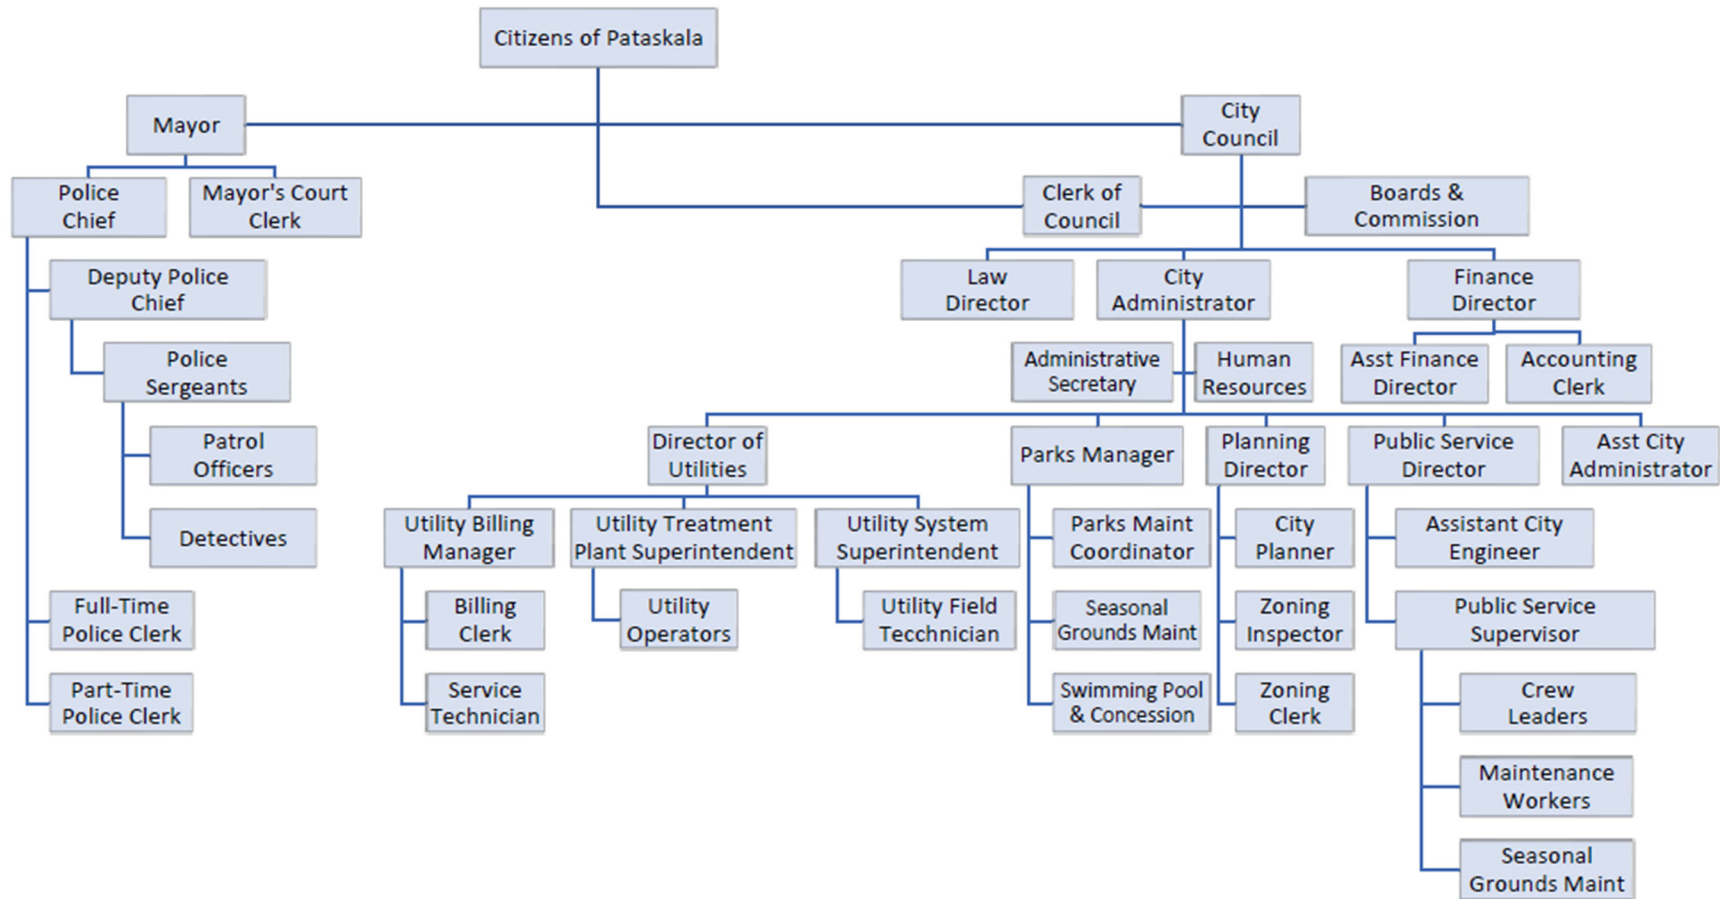 Citizens of Pataskala
Mayor
City
Council
Police
Chief
Mayor's Court
Clerk
Clerk of
Council
Boards &
Commission
Deputy Police
Chief
Law
Director
City
Administrator
Finance
Director
Police
Sergeants
Administrative
Secretary
Human
Resources
Asst Finance
Director
Accounting
Clerk
Patrol
Officers
Director of
Utilities
Parks Manager
Planning
Director
Public Service
Director
Asst City
Administrator
Detectives
Utility Billing
Manager
Utility Treatment
Plant Superintendent
Utility System
Superintendent
Parks Maint
Coordinator
City
Planner
Assistant City
Engineer
Full-Time
Police Clerk
Billing
Clerk
Utility
Operators
Utility Field
Tecchnician
Seasonal
Grounds Maint
Zoning
Inspector
Public Service
Supervisor
Part-Time
Police Clerk
Service
Technician
Swimming Pool
& Concession
Zoning
Clerk
Crew
Leaders
Maintenance
Workers
Seasonal
Grounds Maint